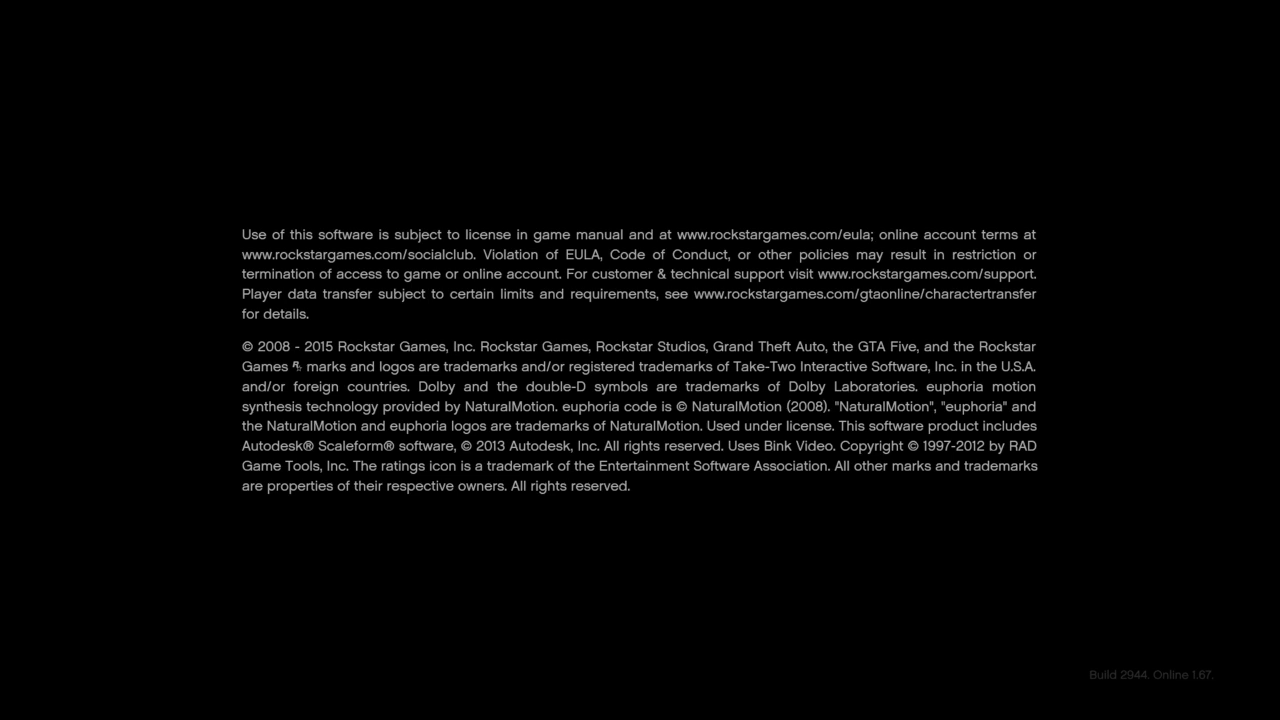 Use of this software is subject to license in game manual and at www.rockstargames.com/eula; online account terms at
www.rockstargames.com/socialclub. Violation of EULA, Code of Conduct, or other policies may result in restriction or
termination of access to game or online account. For customer & technical support visit www.rockstargames.com/support.
Player data transfer subject to certain limits and requirements, see www.rockstargames.com/gtaonline/charactertransfer
for details.
© 2008 - 2015 Rockstar Games, Inc. Rockstar Games, Rockstar Studios, Grand Theft Auto, the GTA Five, and the Rockstar
Games R* marks and logos are trademarks and/or registered trademarks of Take-Two Interactive Software, Inc. in the U.S.A.
and/or foreign countries. Dolby and the double-D symbols are trademarks of Dolby Laboratories. euphoria motion
synthesis technology provided by NaturalMotion. euphoria code is © NaturalMotion (2008). "NaturalMotion", "euphoria" and
the NaturalMotion and euphoria logos are trademarks of NaturalMotion. Used under license. This software product includes
Autodesk® Scaleform® software, © 2013 Autodesk, Inc. All rights reserved. Uses Bink Video. Copyright © 1997-2012 by RAD
Game Tools, Inc. The ratings icon is a trademark of the Entertainment Software Association. All other marks and trademarks
are properties of their respective owners. All rights reserved.
Build 2944. Online 1.67.